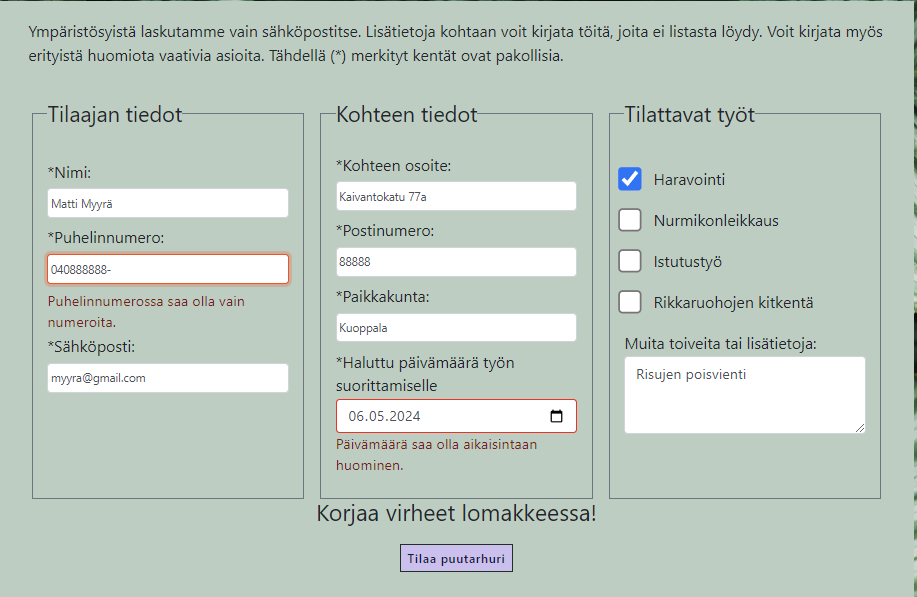 Ympäristösyistä laskutamme vain sähköpostitse. Lisätietoja kohtaan voit kirjata töitä, joita ei listasta löydy. Voit kirjata myös
erityistä huomiota vaativia asioita. Tähdellä (*) merkityt kentät ovat pakollisia.
Tilaajan tiedot
*Nimi:
Matti Myyrä
*Puhelinnumero:
040888888-
Puhelinnumerossa saa olla vain
numeroita.
*Sähköposti:
myyra@gmail.com
Kohteen tiedot
*Kohteen osoite:
Kaivantokatu 77a
*Postinumero:
88888
*Paikkakunta:
Kuoppala
*Haluttu päivämäärä työn
suorittamiselle
06.05.2024
Päivämäärä saa olla aikaisintaan
huominen.
Tilattavat työt
Haravointi
Nurmikonleikkaus
Istutustyö
Rikkaruohojen kitkentä
Muita toiveita tai lisätietoja:
Risujen poisvienti
Korjaa virheet lomakkeessa!
Tilaa puutarhuri